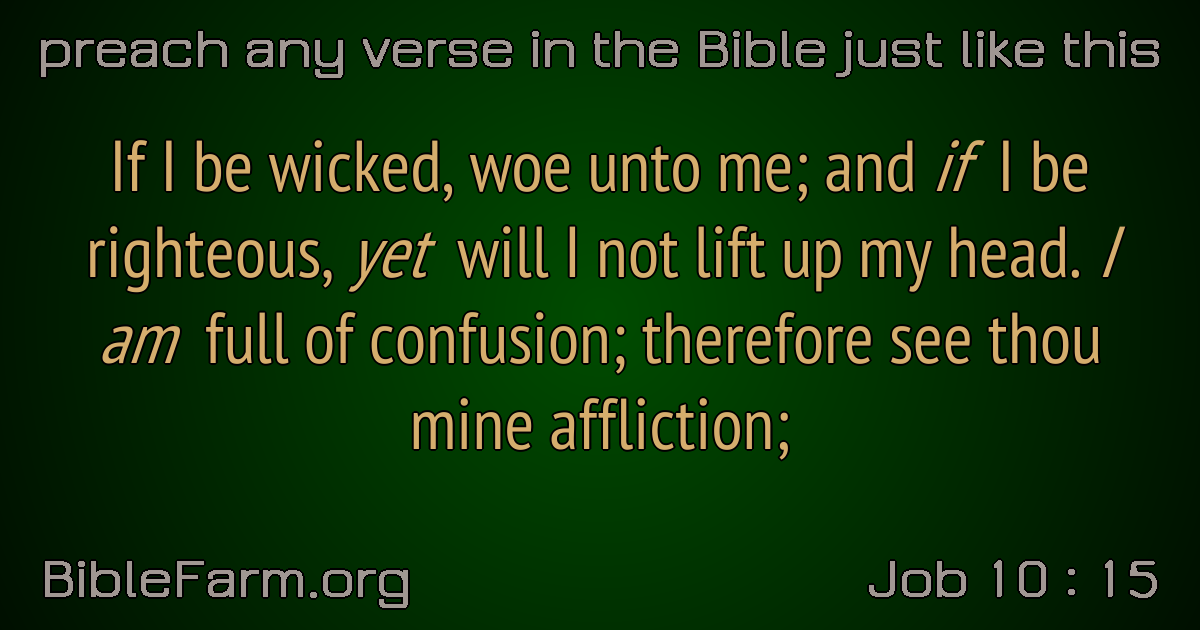 preach any verse in the Bible just like this
If I be wicked, woe unto me; and if I be
righteous, yet will I not lift up my head. I
am full of confusion; therefore see thou
mine affliction;
BibleFarm.org
Job 10 : 15